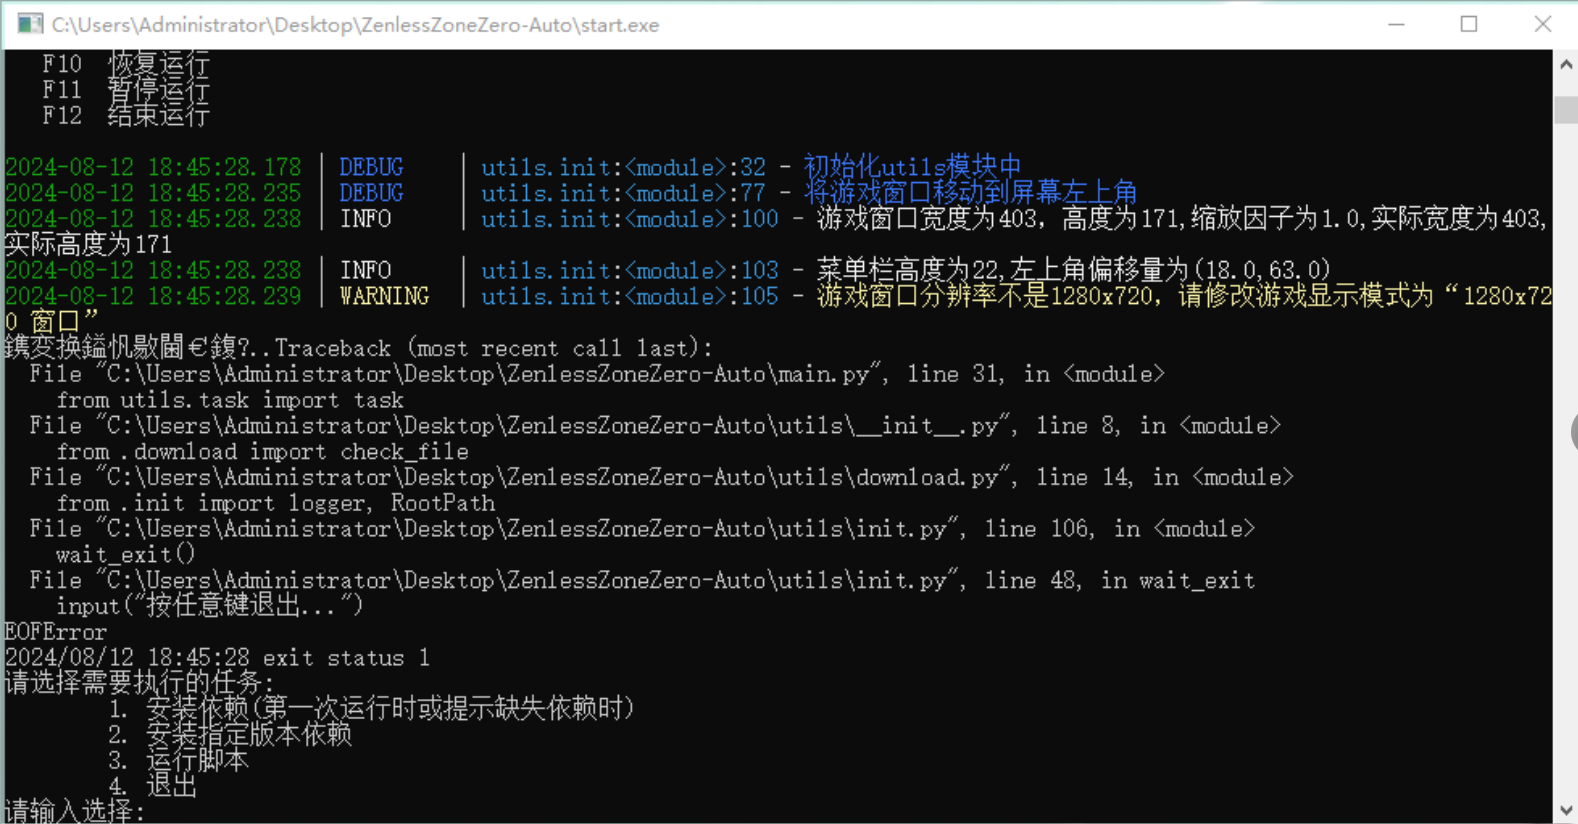 C:\Users\Administrator\Desktop\ZenlessZoneZero-Auto\start.exe
F10 恢复运行
F11 暂停运行
F12 结束运行
2024-08-12 18:45:28.178 | DEBUG | utils.init:<module>:32 - 初始化utils模块中
2024-08-12 18:45:28.235 | DEBUG | utils.init:<module>:77 - 将游戏窗口移动到屏幕左上角
2024-08-12 18:45:28.238 | INFO | utils.init:<module>:100 - 游戏窗口宽度为403，高度为171,缩放因子为1.0,实际宽度为403,
实际高度为171
2024-08-12 18:45:28.238 | INFO | utils.init:<module>:103 - 菜单栏高度为22,左上角偏移量为(18.0,63.0)
2024-08-12 18:45:28.239 | WARNING | utils.init:<module>:105 - 游戏窗口分辨率不是1280x720，请修改游戏显示模式为“1280x72
0 窗口”
?..Traceback (most recent call last):
File "C:\Users\Administrator\Desktop\ZenlessZoneZero-Auto\main.py", line 31, in <module>
from utils.task import task
File "C:\Users\Administrator\Desktop\ZenlessZoneZero-Auto\utils\__init__.py", line 8, in <module>
from .download import check_file
File "C:\Users\Administrator\Desktop\ZenlessZoneZero-Auto\utils\download.py", line 14, in <module>
from .init import logger, RootPath
File "C:\Users\Administrator\Desktop\ZenlessZoneZero-Auto\utils\init.py", line 106, in <module>
wait_exit()
File "C:\Users\Administrator\Desktop\ZenlessZoneZero-Auto\utils\init.py", line 48, in wait_exit
input("按任意键退出...")
EOFError
2024/08/12 18:45:28 exit status 1
请选择需要执行的任务:
1. 安装依赖(第一次运行时或提示缺失依赖时)
2. 安装指定版本依赖
3. 运行脚本
4. 退出
请输入选择: